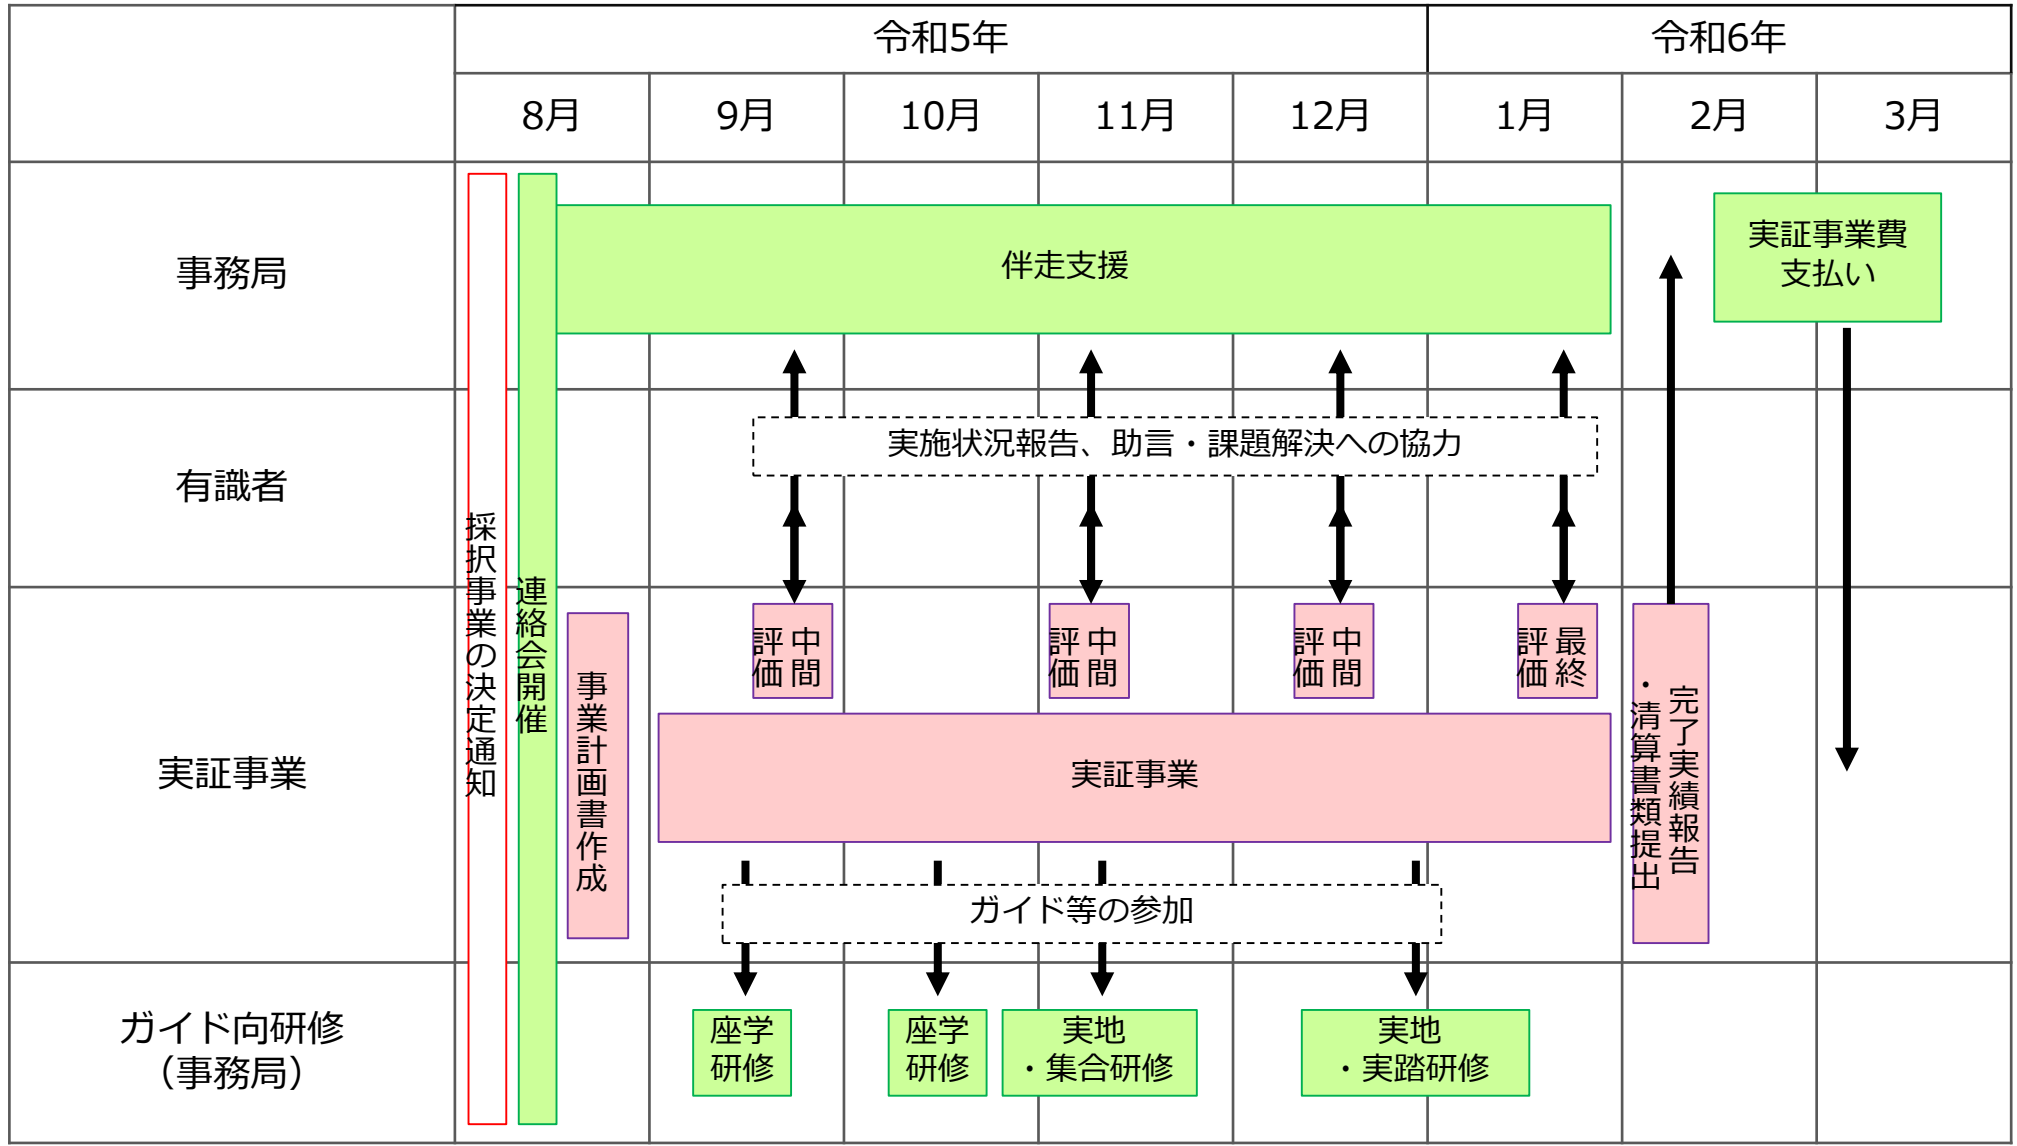 令和5年
令和6年
8月
9月
10月
11月
12月
1月
2月
3月
事務局
伴走支援
実証事業費
支払い
有識者
実施状況報告、助言・課題解決への協力
実証事業
採択事業の決定通知
連絡会開催
事業計画書作成
中間
評価
中間
評価
中間
評価
最終
評価
完了実績報告
・清算書類提出
実証事業
ガイド等の参加
ガイド向研修
（事務局）
座学
研修
座学
研修
実地
・集合研修
実地
・実踏研修